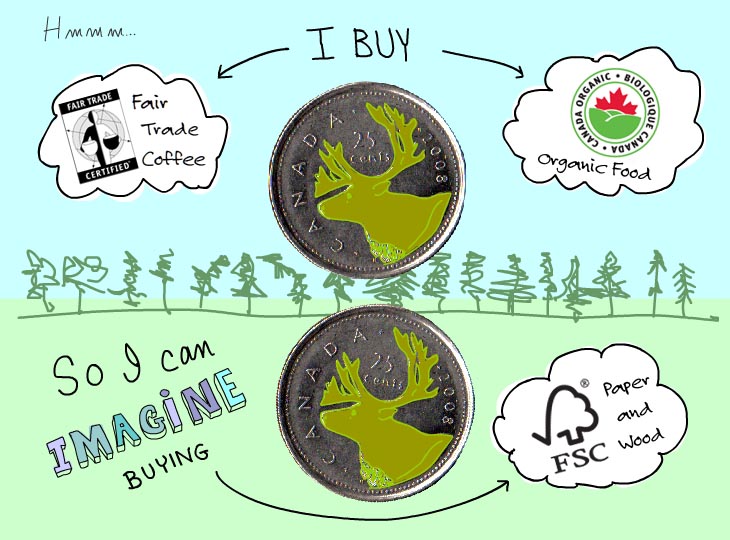 Hmmm...
I BUY
FAIR TRADE
CERTIFIED
Fair
Trade
Coffee
CANADA ORGANIC • BIOLOGIQUE CANADA •
Organic Food
CANADA
25
cents
2008
So I can
IMAGiNE
BUYING
CANADA
25
cents
2008
®
FSC
Paper
and
Wood